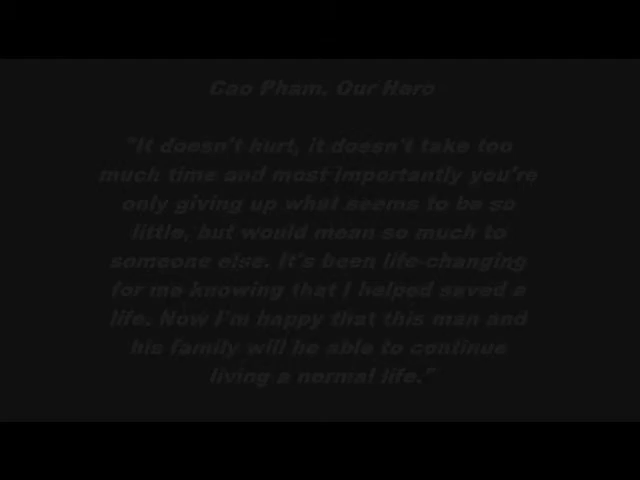 Cao Pham, Our Hero
"It doesn't hurt, it doesn't take too
much time and most importantly you're
only giving up what seems to be so
little, but would mean so much to
someone else. It's been life-changing
for me knowing that I helped saved a
life. Now I'm happy that this man and
his family will be able to continue
living a normal life."